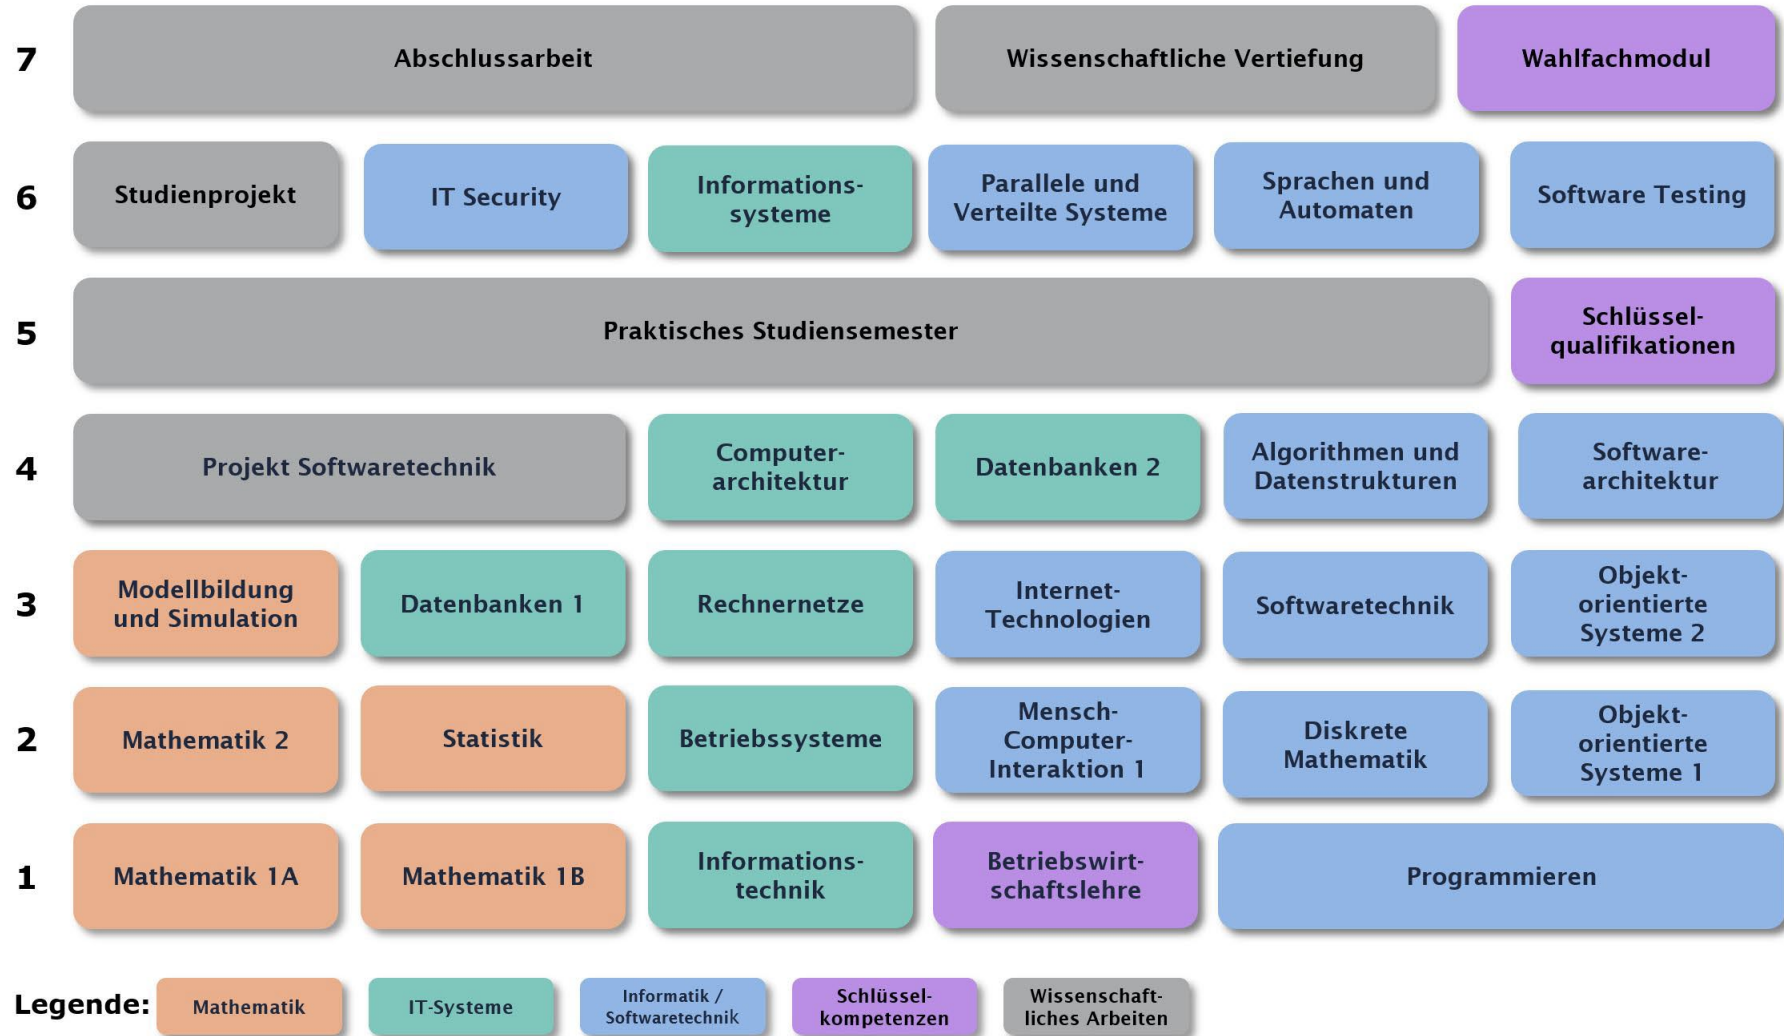 7
Abschlussarbeit
Wissenschaftliche Vertiefung
Wahlfachmodul
6
Studienprojekt
IT Security
Informations-
systeme
Parallele und
Verteilte Systeme
Sprachen und
Automaten
Software Testing
5
Praktisches Studiensemester
Schlüssel-
qualifikationen
4
Projekt Softwaretechnik
Computer-
architektur
Datenbanken 2
Algorithmen und
Datenstrukturen
Software-
architektur
3
Modellbildung
und Simulation
Datenbanken 1
Rechnernetze
Internet-
Technologien
Softwaretechnik
Objekt-
orientierte
Systeme 2
2
Mathematik 2
Statistik
Betriebssysteme
Mensch-
Computer-
Interaktion 1
Diskrete
Mathematik
Objekt-
orientierte
Systeme 1
1
Mathematik 1A
Mathematik 1B
Informations-
technik
Betriebswirt-
schaftslehre
Programmieren
Legende:
Mathematik
IT-Systeme
Informatik /
Softwaretechnik
Schlüssel-
kompetenzen
Wissenschaft-
liches Arbeiten